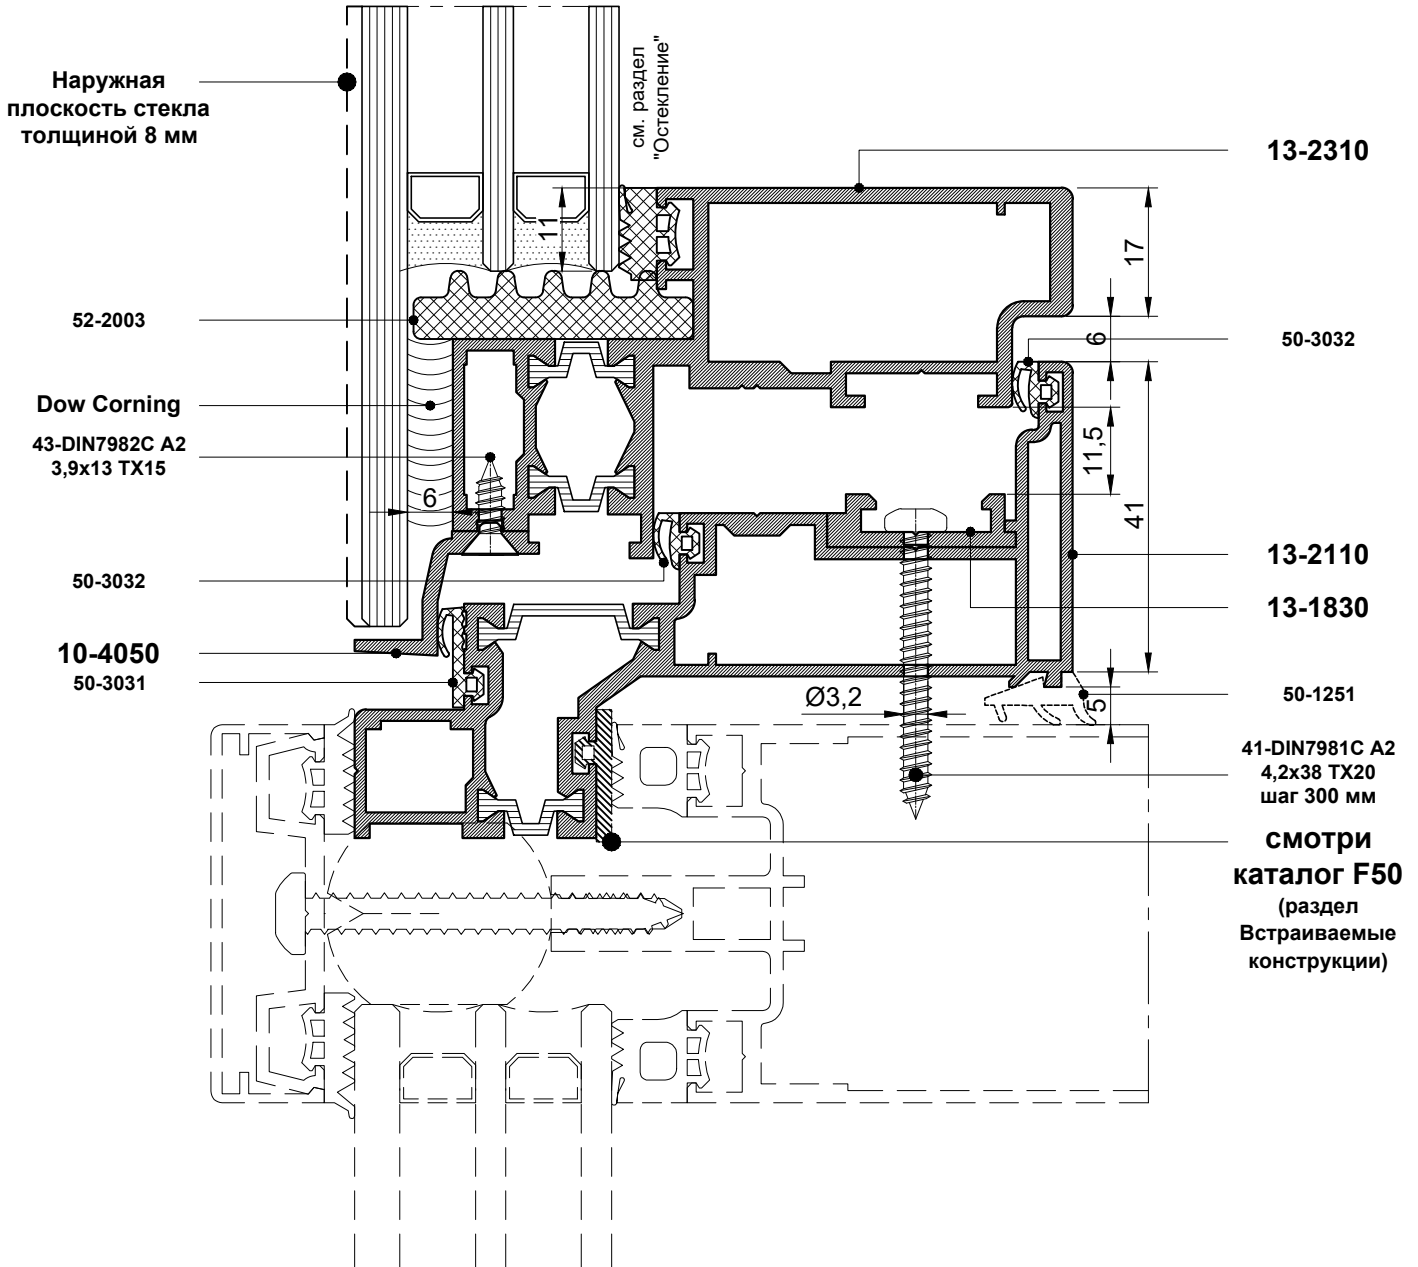 Наружная
плоскость стекла
толщиной 8 мм
см. раздел
"Остекление"
13-2310
11
17
52-2003
6
50-3032
Dow Corning
43-DIN7982C A2
3,9x13 TX15
11,5
6
41
13-2110
50-3032
13-1830
10-4050
50-3031
50-1251
Ø3,2
5
41-DIN7981C A2
4,2x38 TX20
шаг 300 мм
смотри
каталог F50
(раздел
Встраиваемые
конструкции)